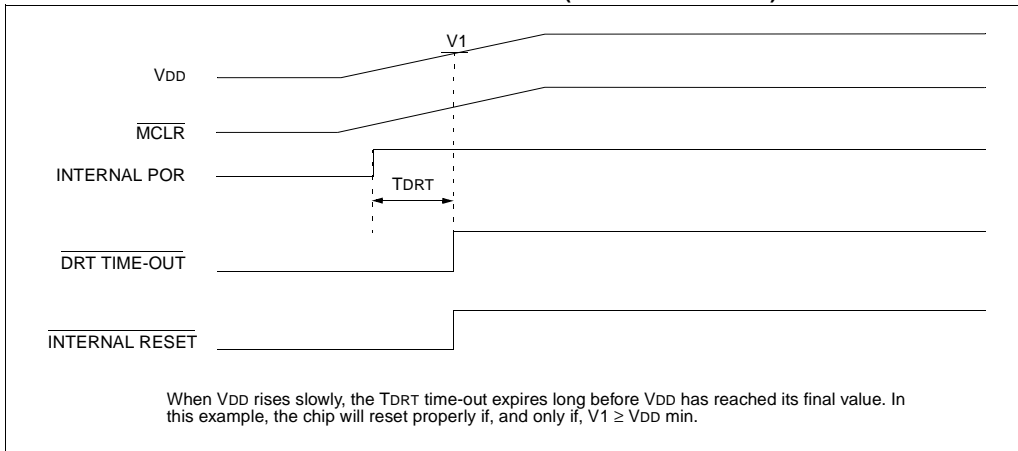 V1
VDD
MCLR
INTERNAL POR
TDRT
DRT TIME-OUT
INTERNAL RESET
When VDD rises slowly, the TDRT time-out expires long before VDD has reached its final value. In
this example, the chip will reset properly if, and only if, V1 ≥ VDD min.